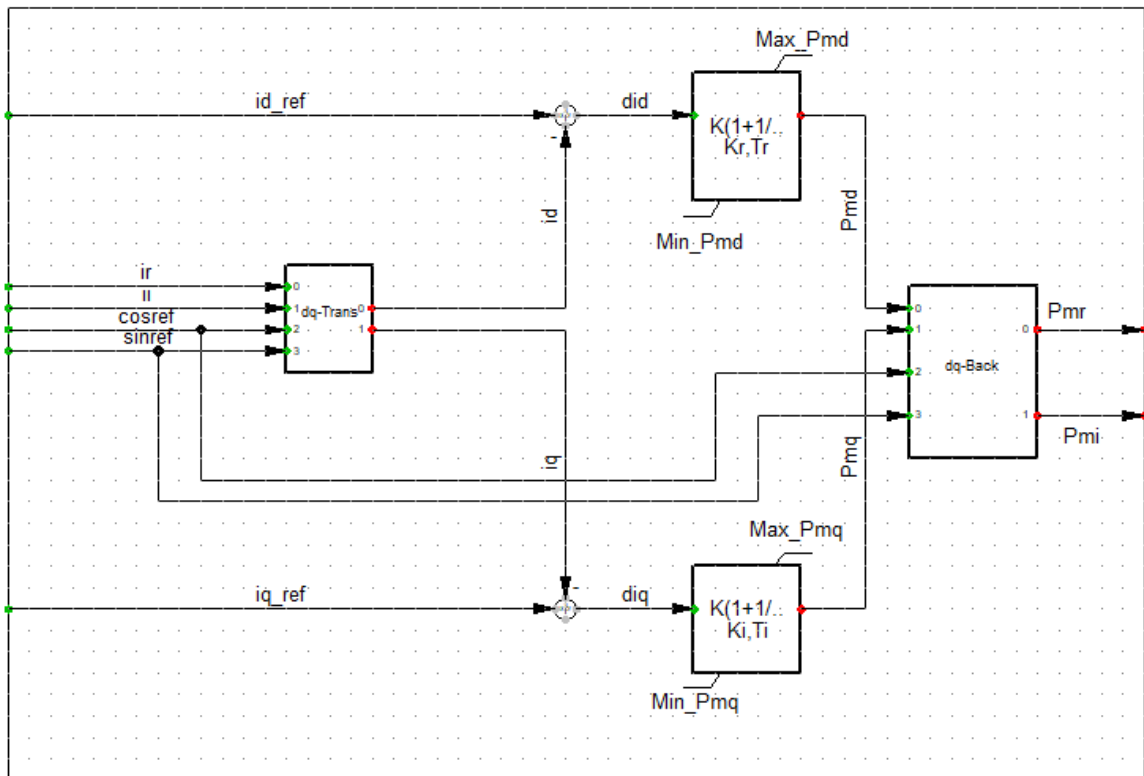 Max_Pmd
id_ref
did
K(1+1/..
Kr,Tr
-
id
Pmd
Min_Pmd
ir
ii
cosref
sinref
0
1
2
3
dq-Trans
0
1
0
1
2
3
dq-Back
0
1
Pmr
Pmi
iq
Pmq
Max_Pmq
-
iq_ref
diq
K(1+1/..
Ki,Ti
Min_Pmq